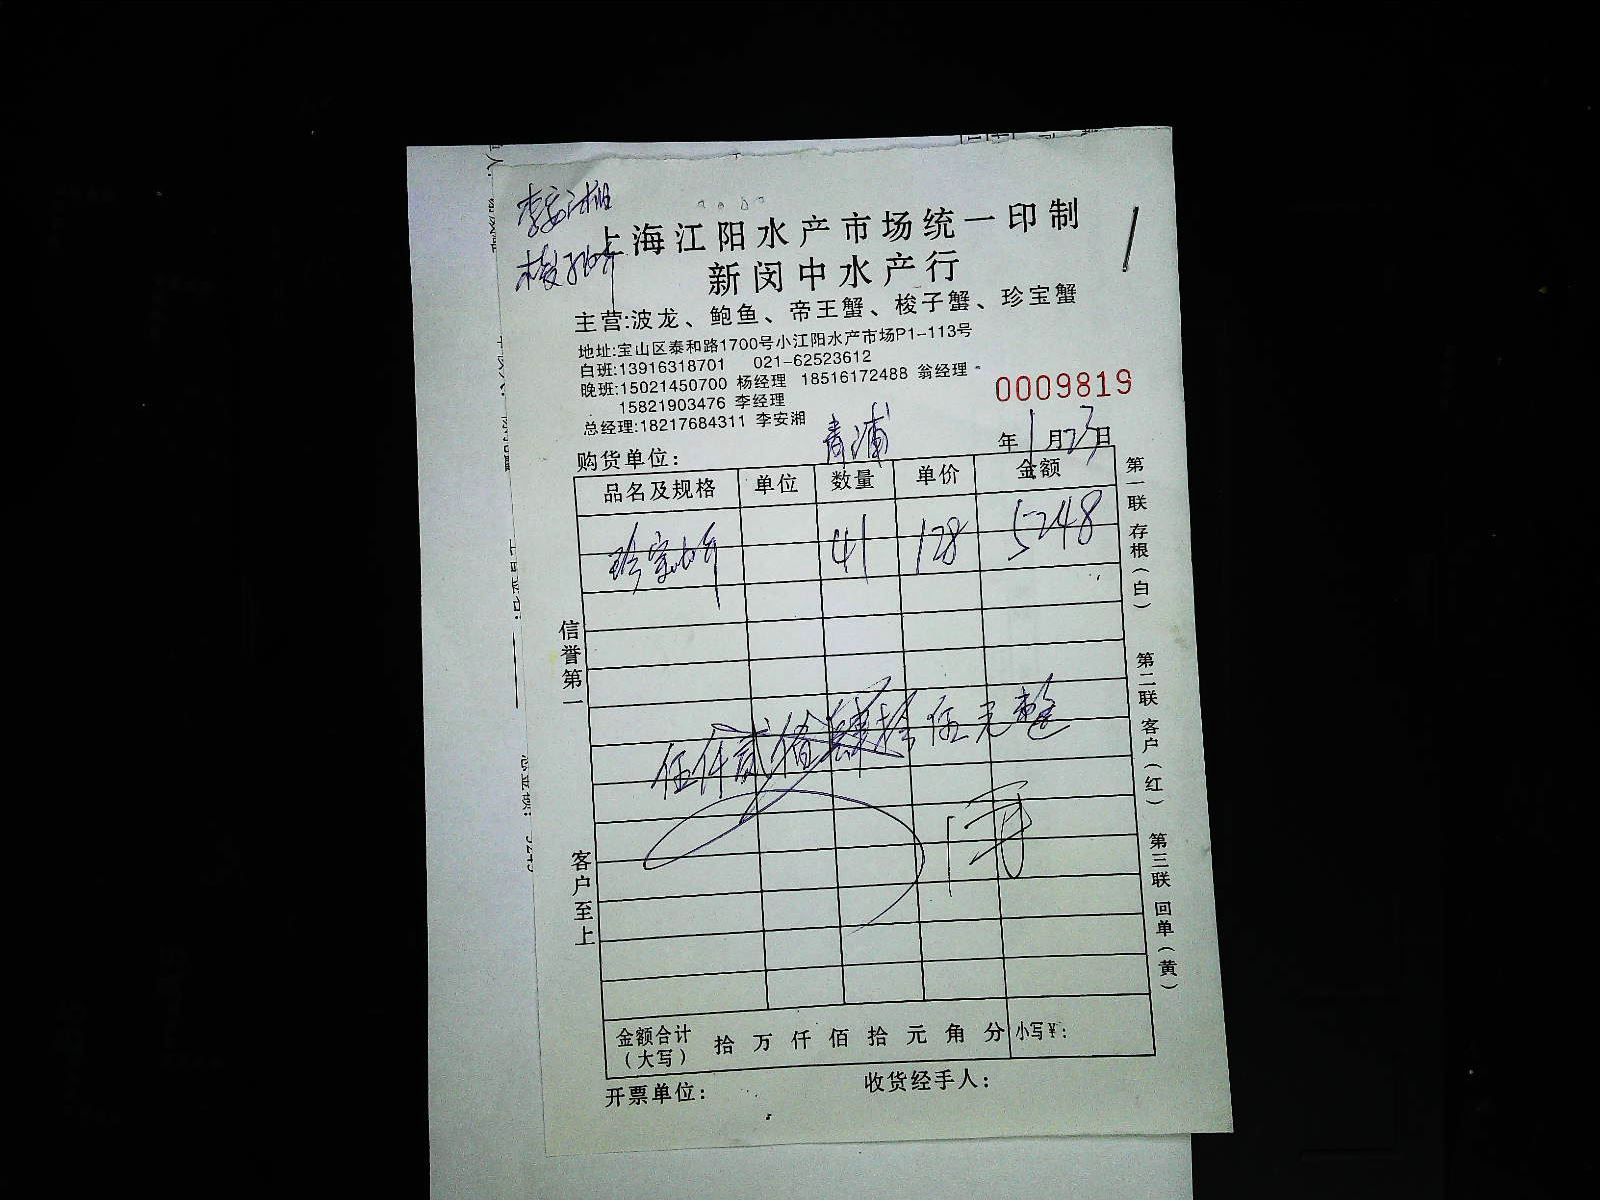 李安湘
梭子蟹
上海江阳水产市场统一印制
新闵中水产行
主营:波龙、鲍鱼、帝王蟹、梭子蟹、珍宝蟹
地址:宝山区泰和路1700号小江阳水产市场P1-113号
白班:13916318701 021-62523612
晚班:15021450700 杨经理 18516172488 翁经理
15821903476 李经理
总经理:18217684311 李安湘
0009819
购货单位: 青浦
年1月23日
品名及规格 单位 数量 单价 金额
珍宝蟹 41 128 5248
伍仟贰佰肆拾伍元整
金额合计(大写) 拾 万 仟 佰 拾 元 角 分 小写¥:
开票单位: 收货经手人:
信誉第一
客户至上
第一联 存根(白)
第二联 客户(红)
第三联 回单(黄)